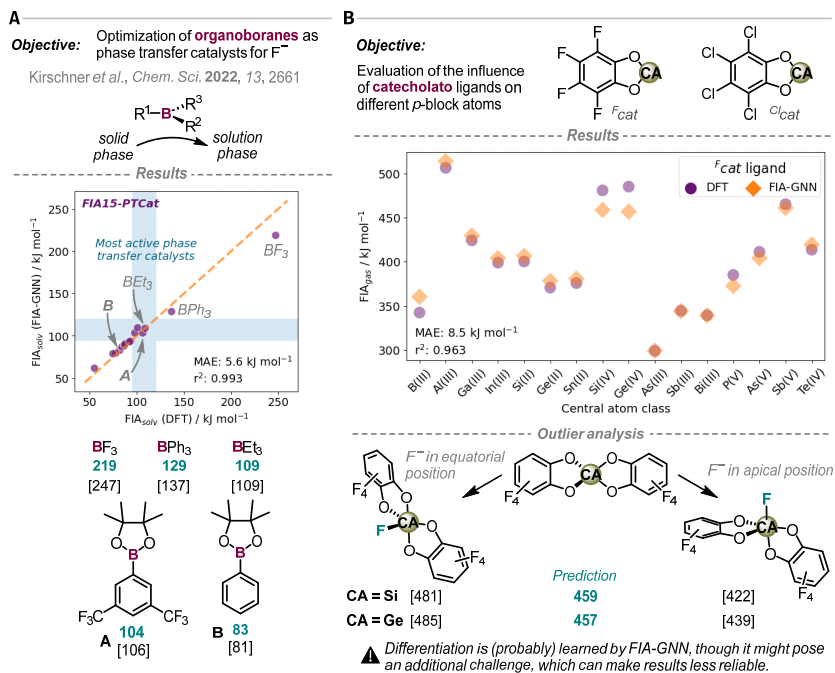 A
Objective: Optimization of organoboranes as
phase transfer catalysts for F⁻
Kirschner et al., Chem. Sci. 2022, 13, 2661
R¹ B R³
R²
solid
phase
solution
phase
Results
FIA15-PTCat
Most active phase
transfer catalysts
BF₃
BEt₃
BPh₃
B
A
MAE: 5.6 kJ mol⁻¹
r²: 0.993
FIAsolv (FIA-GNN) / kJ mol⁻¹
250
200
150
100
50
50 100 150 200 250
FIAsolv (DFT) / kJ mol⁻¹
BF₃ BPh₃ BEt₃
219 129 109
[247] [137] [109]
O O
B
F₃C CF₃
A 104
[106]
O O
B
B 83
[81]
B
Objective:
Evaluation of the influence
of catecholato ligands on
different p-block atoms
F F F F O O CA
Fcat
Cl Cl Cl Cl O O CA
Clcat
Results
Fcat ligand
DFT FIA-GNN
FIAgas / kJ mol⁻¹
500
450
400
350
300
MAE: 8.5 kJ mol⁻¹
r²: 0.963
B(III) Al(III) Ga(III) In(III) Si(II) Ge(II) Sn(II) Si(IV) Ge(IV) As(III) Sb(III) Bi(III) P(V) As(V) Sb(V) Te(IV)
Central atom class
Outlier analysis
F⁻ in equatorial
position
F⁻ in apical position
F₄ O O CA F O O F₄
F₄ O O CA O O F₄
F₄ O O F CA O O F₄
Prediction
CA = Si [481] 459 [422]
CA = Ge [485] 457 [439]
! Differentiation is (probably) learned by FIA-GNN, though it might pose
an additional challenge, which can make results less reliable.